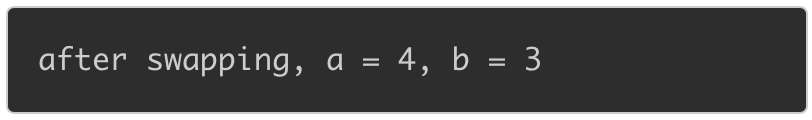 after swapping, a = 4, b = 3